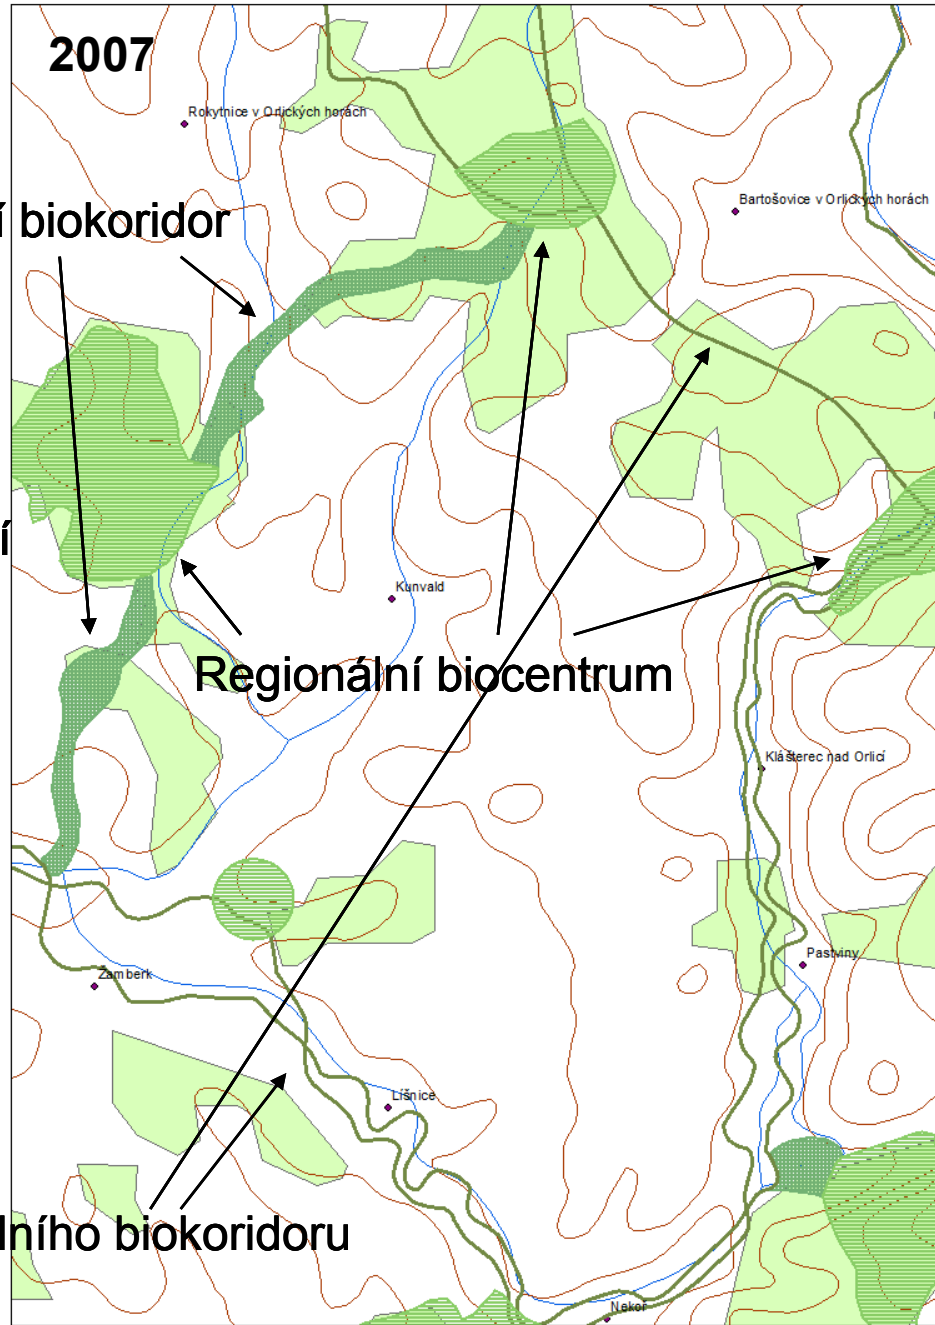 2007
Rokytnice v Orlických horách
Bartošovice v Orlických horách
í biokoridor
í
Kunvald
Regionální biocentrum
Klášterec nad Orlicí
Pastviny
Žamberk
Líšnice
lního biokoridoru
Nekoř